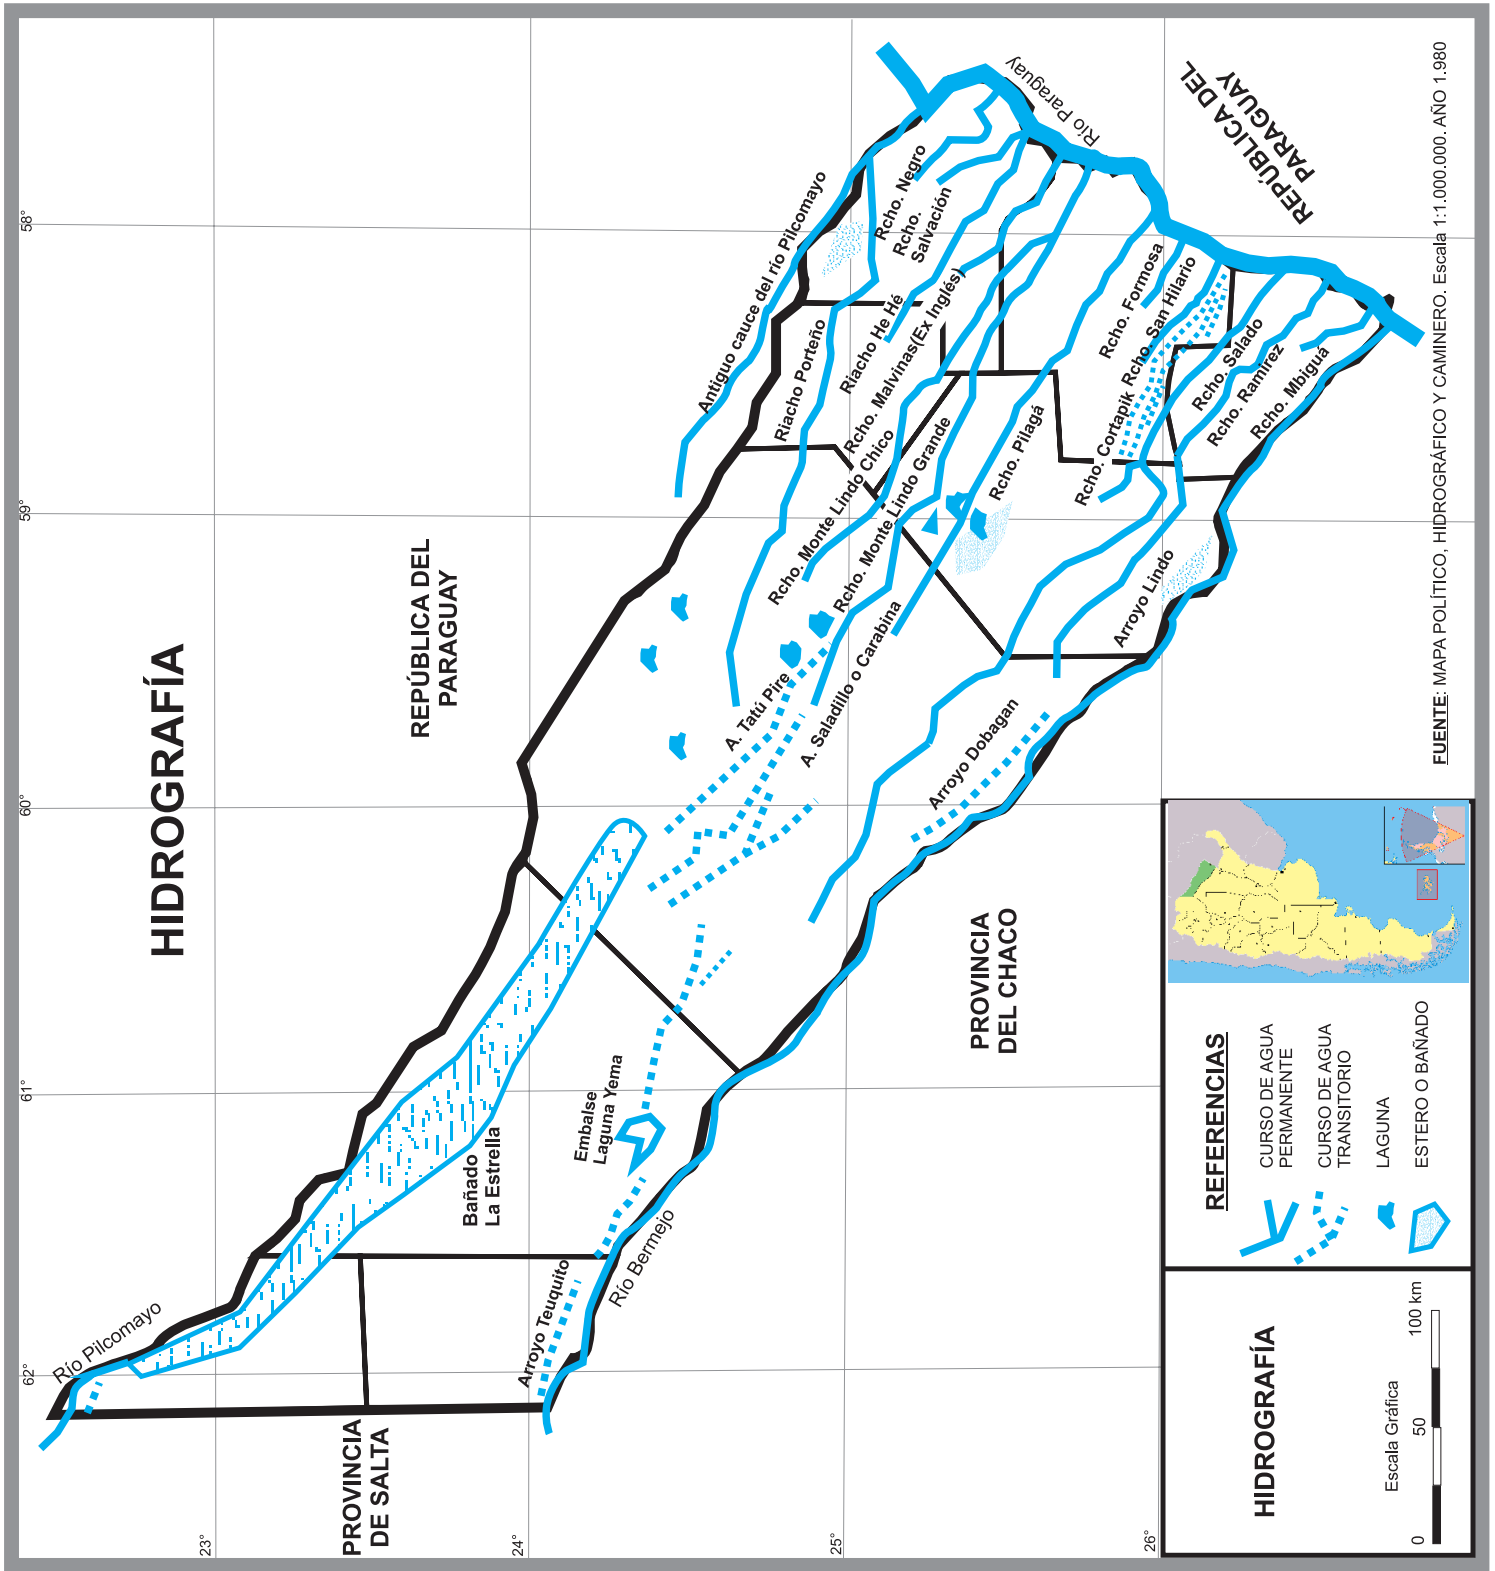 HIDROGRAFÍA
62°
61°
60°
59°
58°
23°
24°
25°
26°
REPÚBLICA DEL
PARAGUAY
REPÚBLICA DEL
PARAGUAY
PROVINCIA
DE SALTA
PROVINCIA
DEL CHACO
Río Pilcomayo
Bañado
La Estrella
Embalse
Laguna Yema
Arroyo Teuquito
Río Bermejo
Antiguo cauce del río Pilcomayo
Riacho Porteño
Rcho. Negro
Rcho.
Salvación
Riacho He Hé
Rcho. Malvinas(Ex Inglés)
Rcho. Monte Lindo Chico
Rcho. Monte Lindo Grande
A. Tatú Pire
A. Saladillo o Carabina
Rcho. Pilagá
Rcho. Formosa
Rcho. San Hilario
Rcho. Cortapik
Rcho. Salado
Rcho. Ramírez
Rcho. Mbiguá
Arroyo Lindo
Arroyo Dobagan
Río Paraguay
HIDROGRAFÍA
Escala Gráfica
0
50
100 km
REFERENCIAS
CURSO DE AGUA
PERMANENTE
CURSO DE AGUA
TRANSITORIO
LAGUNA
ESTERO O BAÑADO
FUENTE: MAPA POLÍTICO, HIDROGRÁFICO Y CAMINERO. Escala 1:1.000.000. AÑO 1.980